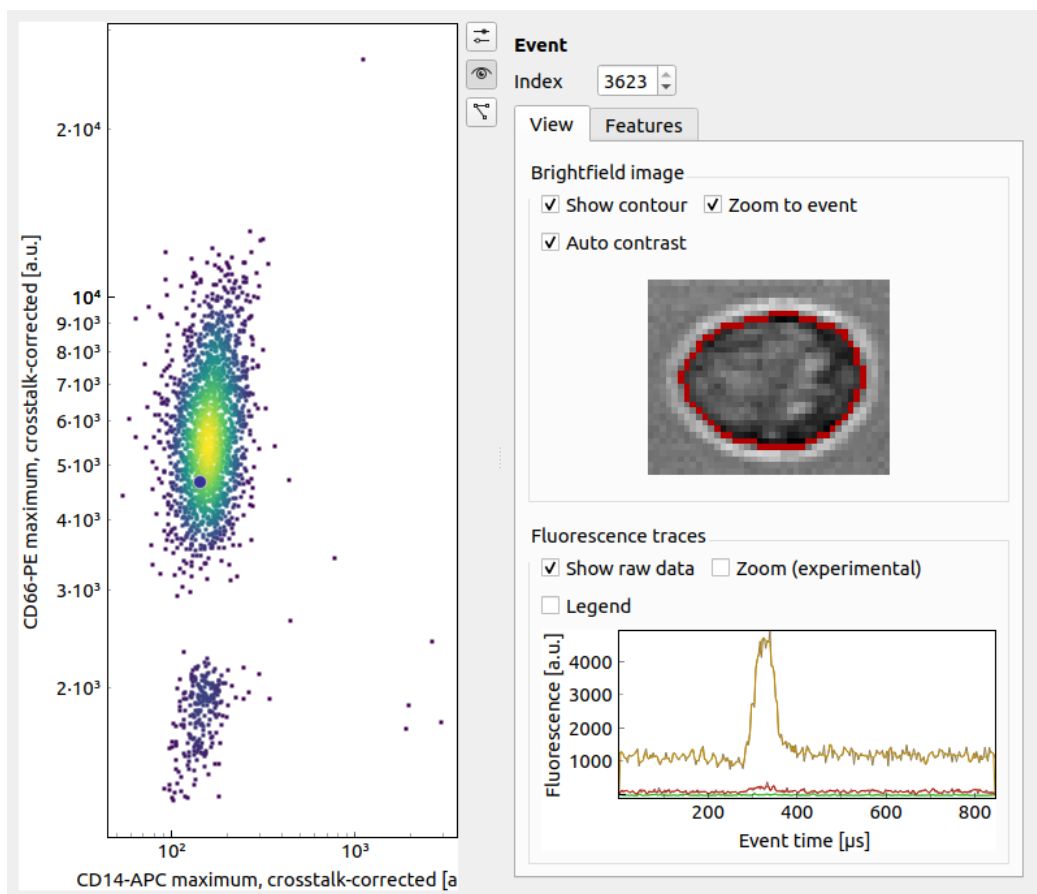 2·10⁴
10⁴
9·10³
8·10³
7·10³
6·10³
5·10³
4·10³
3·10³
2·10³
CD66-PE maximum, crosstalk-corrected [a.u.]
10² 10³
CD14-APC maximum, crosstalk-corrected [a
Event
Index 3623
View Features
Brightfield image
Show contour Zoom to event
Auto contrast
Fluorescence traces
Show raw data Zoom (experimental)
Legend
Fluorescence [a.u.]
4000
3000
2000
1000
200 400 600 800
Event time [µs]